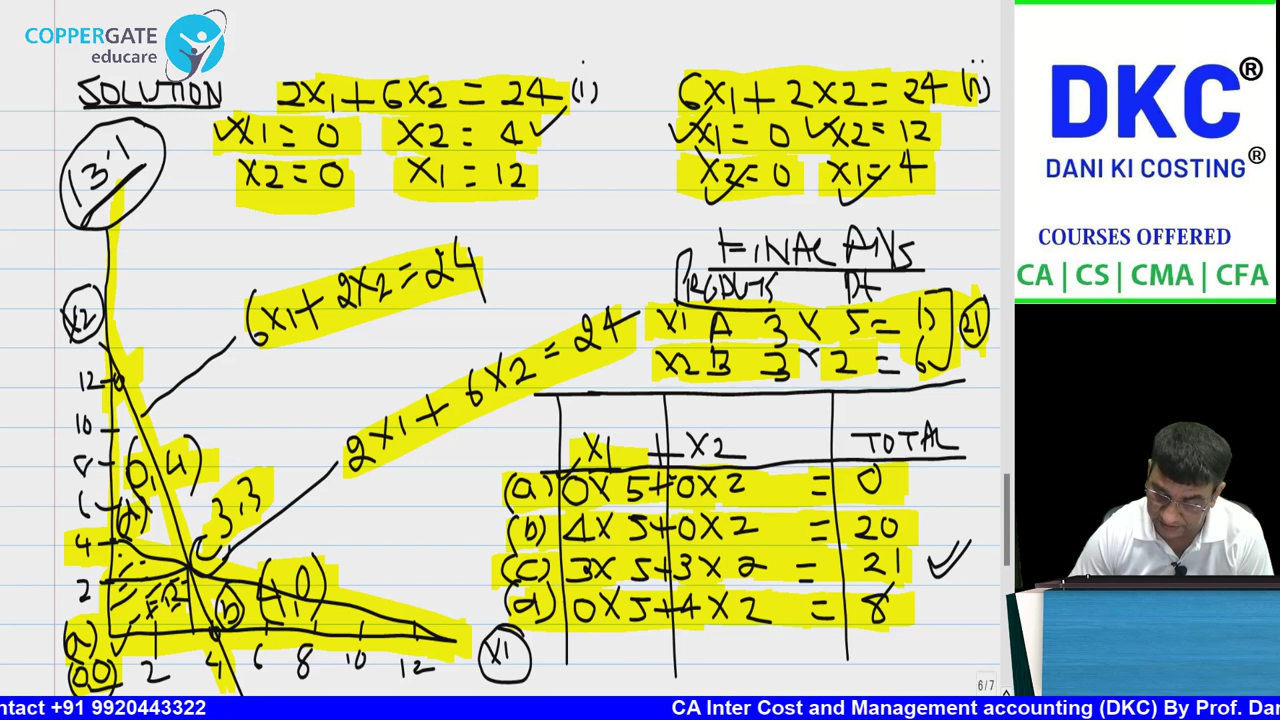 COPPERGATE
educare
SOLUTION
2X1 + 6X2 = 24 (i)
X1 = 0 X2 = 4
X2 = 0 X1 = 12
6X1 + 2X2 = 24 (ii)
X1 = 0 X2 = 12
X2 = 0 X1 = 4
13.1
6X1 + 2X2 = 24
2X1 + 6X2 = 24
FINAL ANS
X1 A 3 X 5 = 15
X2 B 3 X 2 = 6
21
X1 + X2 TOTAL
(a) 0 X 5 + 0 X 2 = 0
(b) 4 X 5 + 0 X 2 = 20
(c) 3 X 5 + 3 X 2 = 21
(d) 0 X 5 + 4 X 2 = 8
X2
12
10
8
6
4
2
(0,4)
(d)
C
3,3
(b)
(4,0)
(a)
(0,0)
2 4 6 8 10 12
X1
6/7
DKC®
DANI KI COSTING®
COURSES OFFERED
CA | CS | CMA | CFA
ntact +91 9920443322
CA Inter Cost and Management accounting (DKC) By Prof. Dan